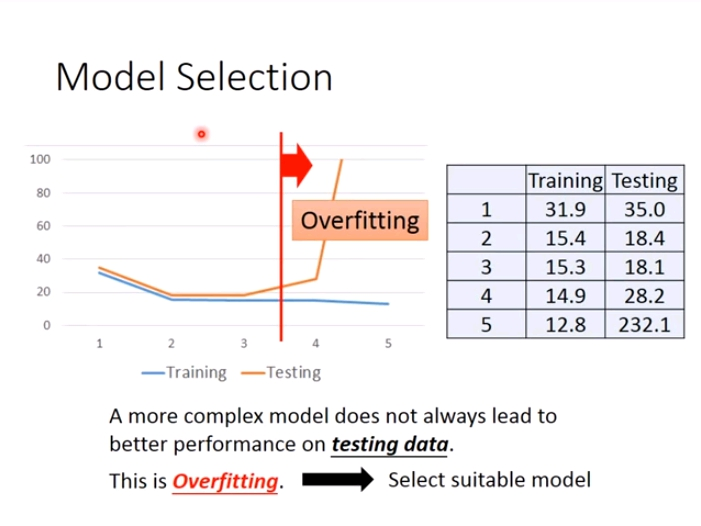 Model Selection
100
80
60
40
20
0
1 2 3 4 5
Overfitting
Training Testing
Training Testing
1 31.9 35.0
2 15.4 18.4
3 15.3 18.1
4 14.9 28.2
5 12.8 232.1
A more complex model does not always lead to
better performance on testing data.
This is Overfitting. Select suitable model